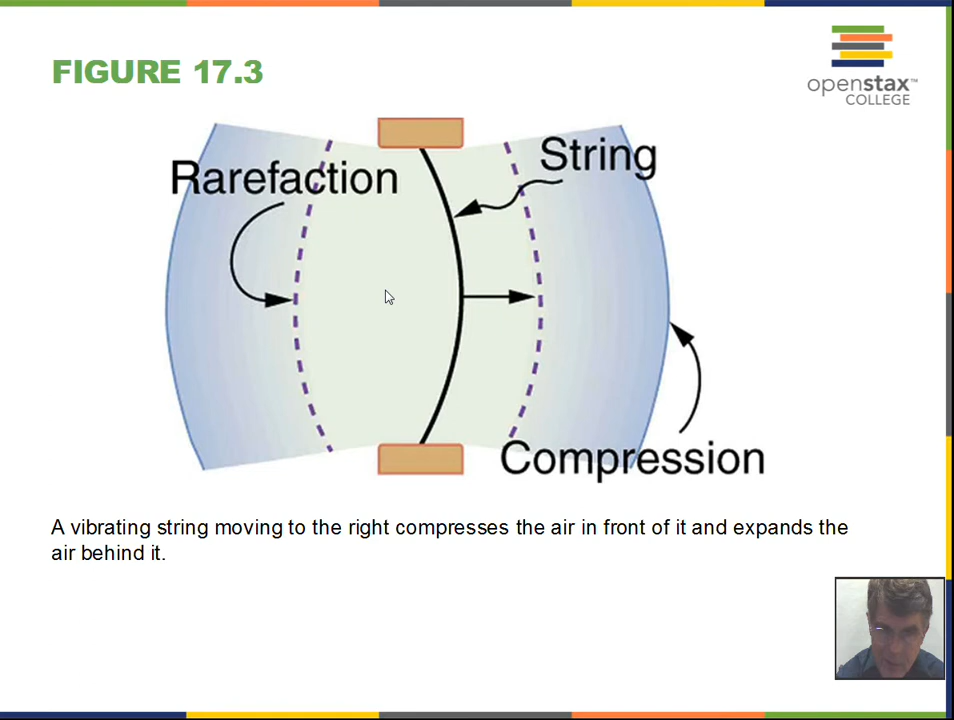 FIGURE 17.3
openstax™
COLLEGE
String
Rarefaction
Compression
A vibrating string moving to the right compresses the air in front of it and expands the
air behind it.